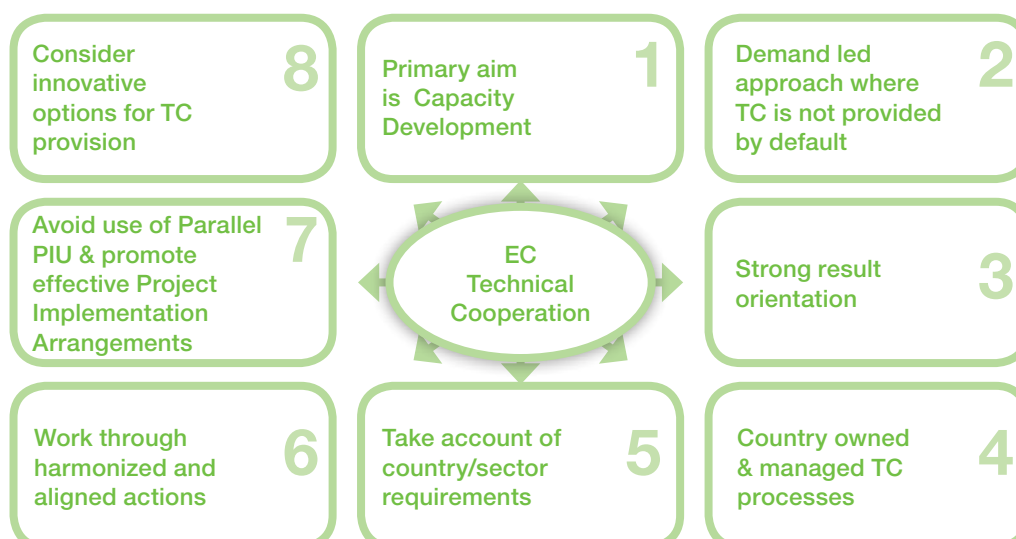 Consider
innovative
options for TC
provision
8
Primary aim
is Capacity
Development
1
Demand led
approach where
TC is not provided
by default
2
Avoid use of Parallel
PIU & promote
effective Project
Implementation
Arrangements
7
EC
Technical
Cooperation
Strong result
orientation
3
Work through
harmonized and
aligned actions
6
Take account of
country/sector
requirements
5
Country owned
& managed TC
processes
4